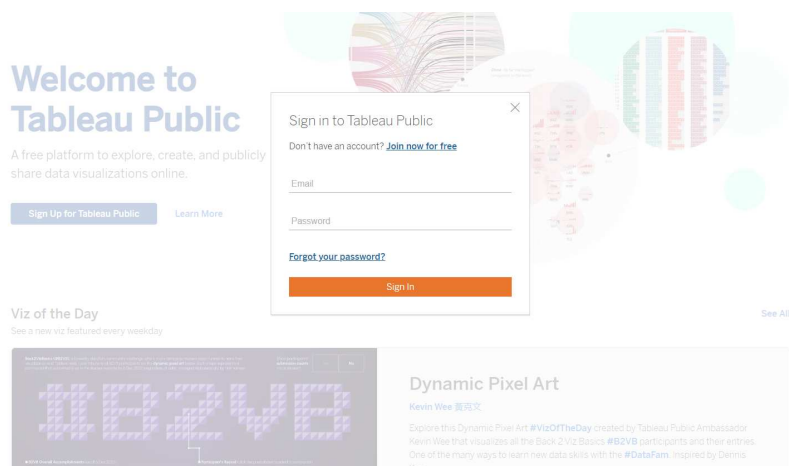 Welcome to
Tableau Public
A free platform to explore, create, and publicly
share data visualizations online.
Sign Up for Tableau Public
Learn More
Sign in to Tableau Public
Don't have an account? Join now for free
Email
Password
Forgot your password?
Sign In
Viz of the Day
See All
See a new viz featured every weekday
#B2VB
Dynamic Pixel Art
Kevin Wee
Explore this Dynamic Pixel Art #VizOfTheDay created by Tableau Public Ambassador
Kevin Wee that visualizes all the Back 2 Viz Basics #B2VB participants and their entries.
One of the many ways to learn new data skills with the #DataFam. Inspired by Dennis